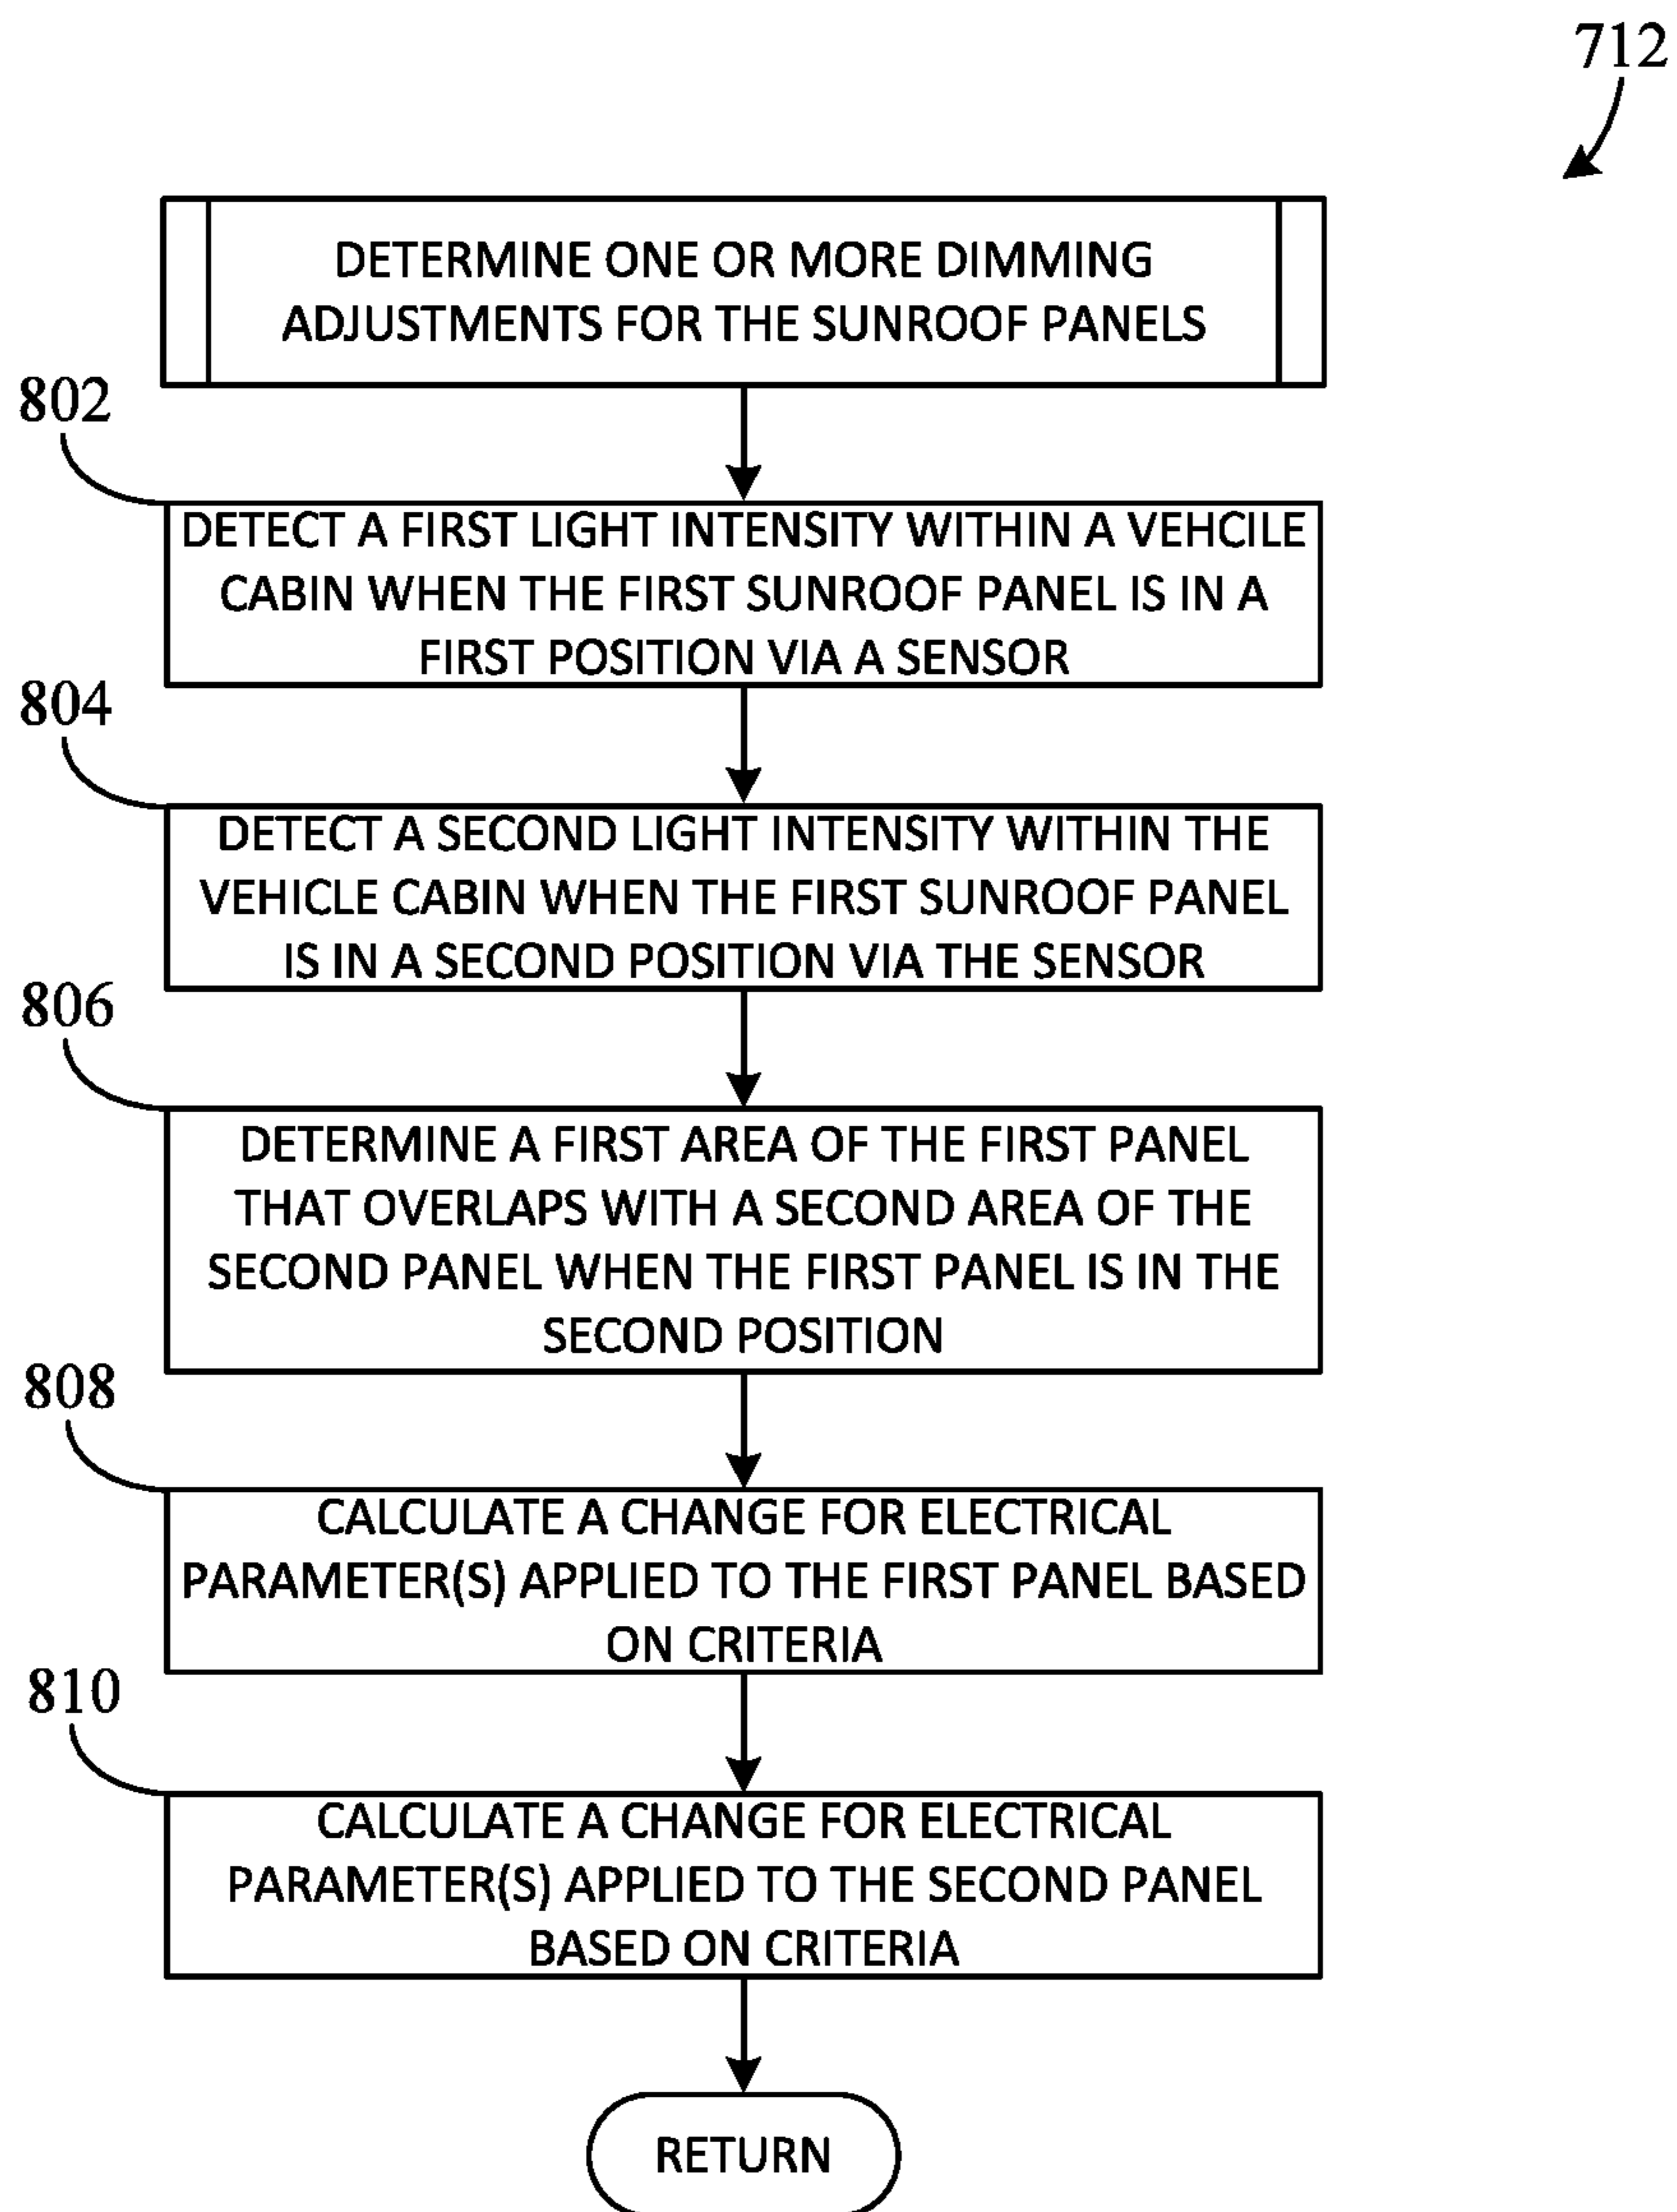 712
DETERMINE ONE OR MORE DIMMING
ADJUSTMENTS FOR THE SUNROOF PANELS
802
DETECT A FIRST LIGHT INTENSITY WITHIN A VEHCILE
CABIN WHEN THE FIRST SUNROOF PANEL IS IN A
FIRST POSITION VIA A SENSOR
804
DETECT A SECOND LIGHT INTENSITY WITHIN THE
VEHICLE CABIN WHEN THE FIRST SUNROOF PANEL
IS IN A SECOND POSITION VIA THE SENSOR
806
DETERMINE A FIRST AREA OF THE FIRST PANEL
THAT OVERLAPS WITH A SECOND AREA OF THE
SECOND PANEL WHEN THE FIRST PANEL IS IN THE
SECOND POSITION
808
CALCULATE A CHANGE FOR ELECTRICAL
PARAMETER(S) APPLIED TO THE FIRST PANEL BASED
ON CRITERIA
810
CALCULATE A CHANGE FOR ELECTRICAL
PARAMETER(S) APPLIED TO THE SECOND PANEL
BASED ON CRITERIA
RETURN